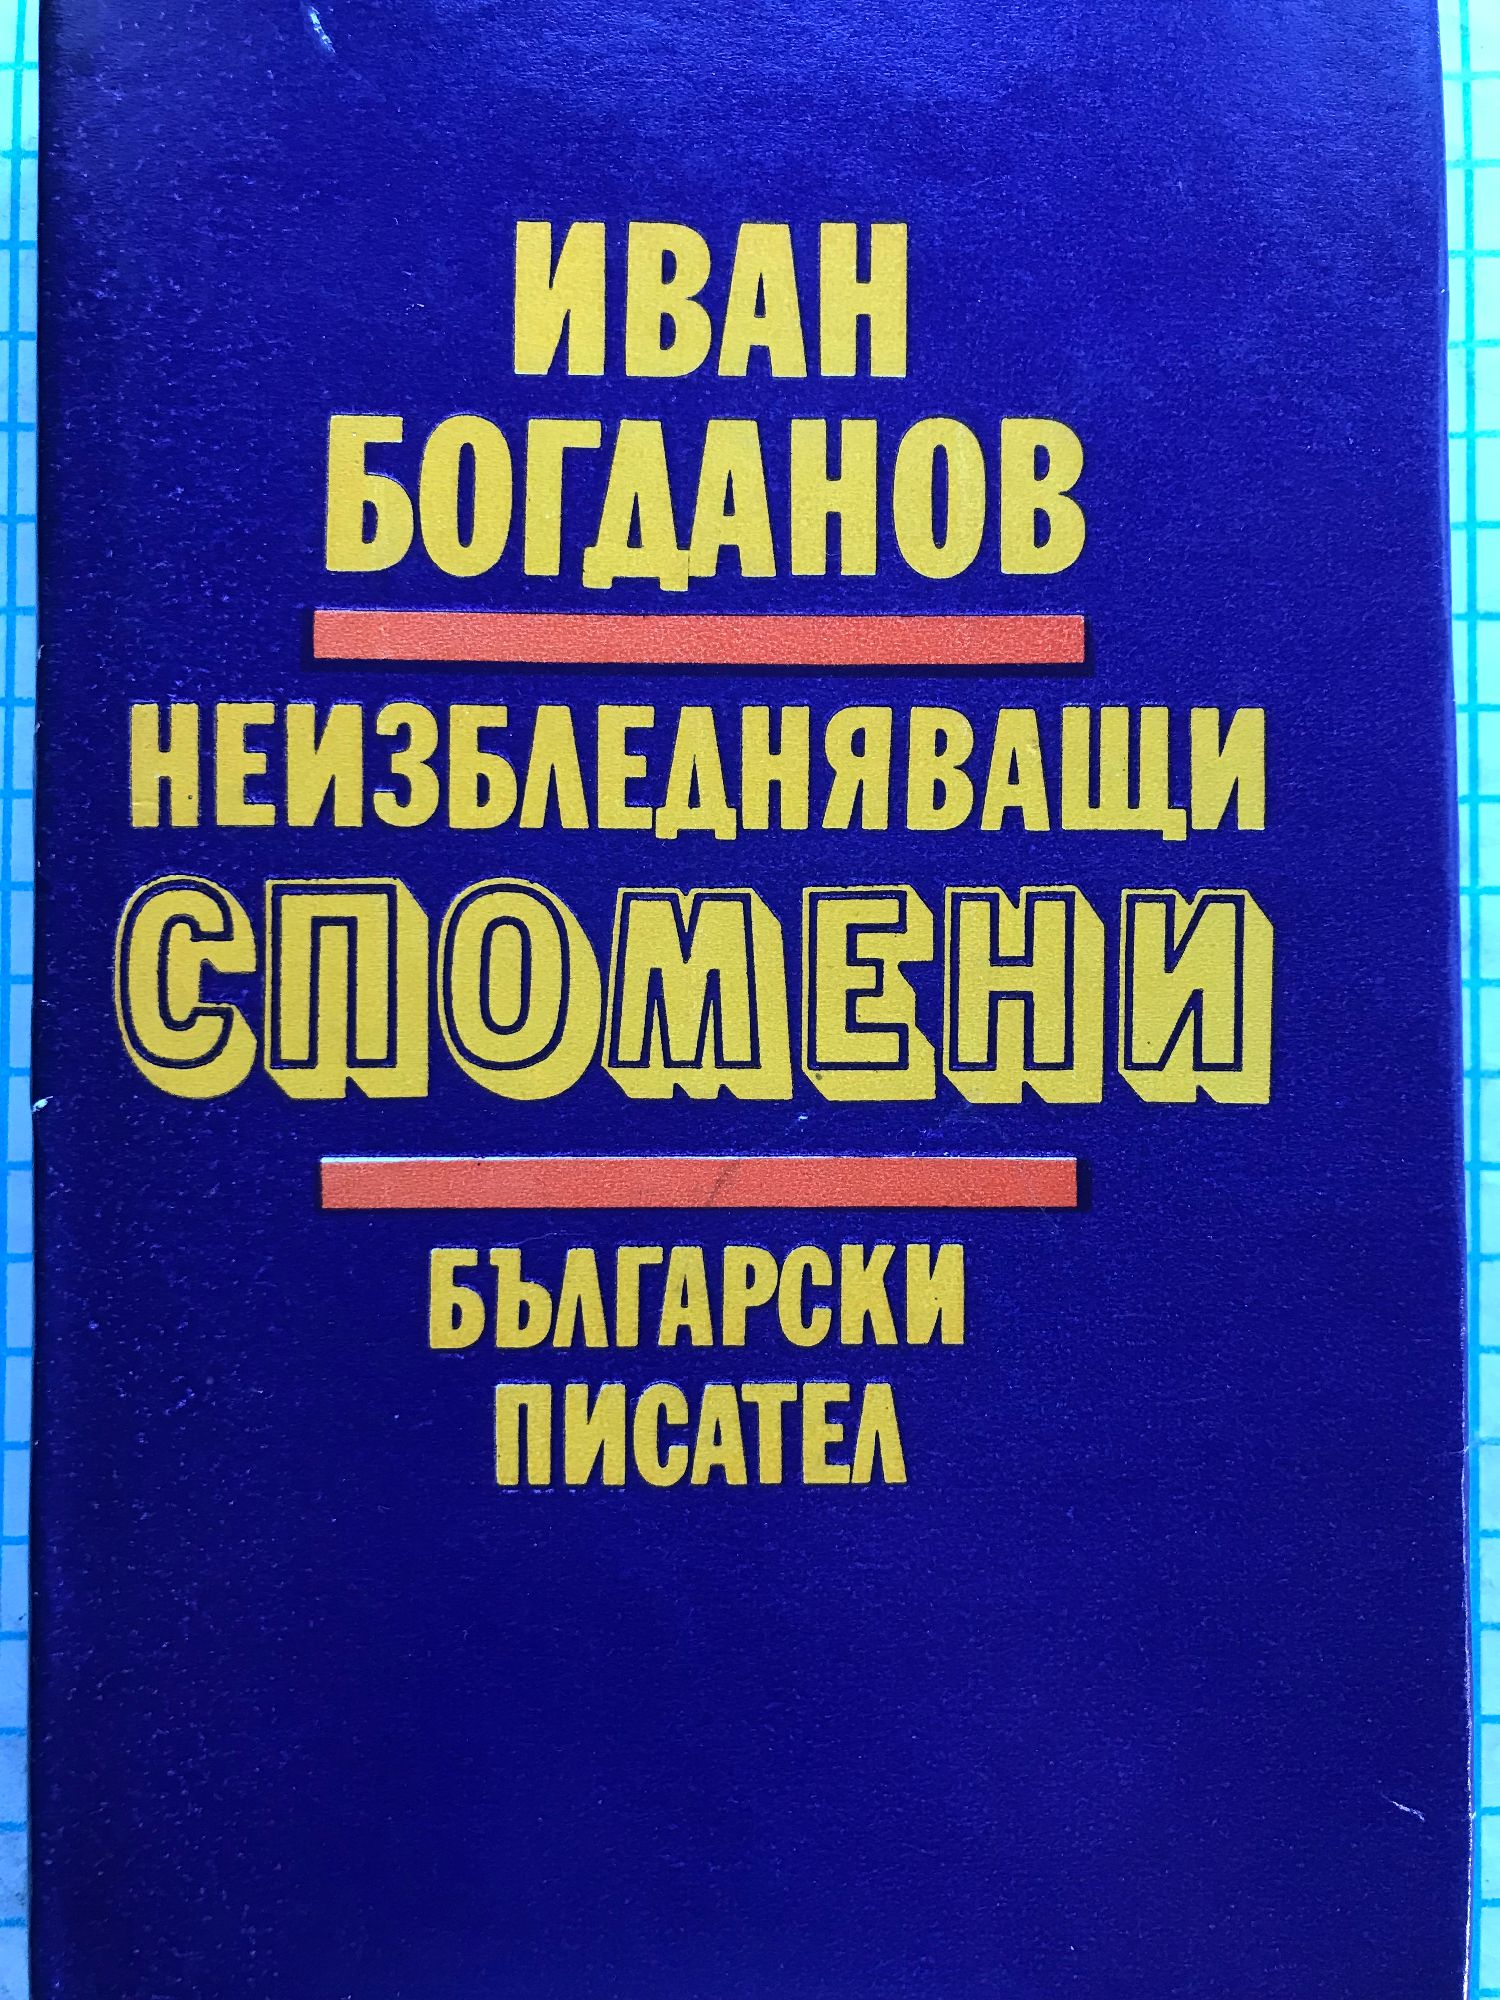 ИВАН
БОГДАНОВ
НЕИЗБЛЕДНЯВАЩИ
СПОМЕНИ
БЪЛГАРСКИ
ПИСАТЕЛ